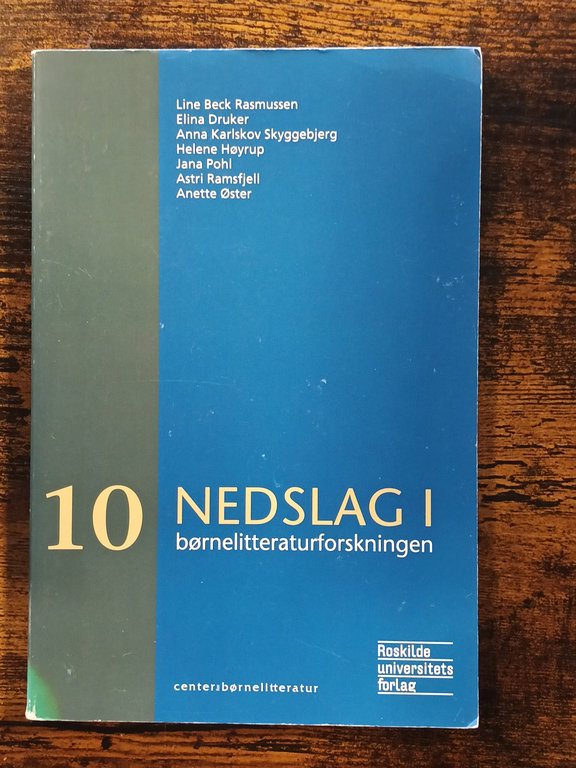 Line Beck Rasmussen
Elina Druker
Anna Karlskov Skyggebjerg
Helene Høyrup
Jana Pohl
Astri Ramsfjell
Anette Øster
10 NEDSLAG I
børnelitteraturforskningen
Roskilde
universitets
forlag
center for børnelitteratur